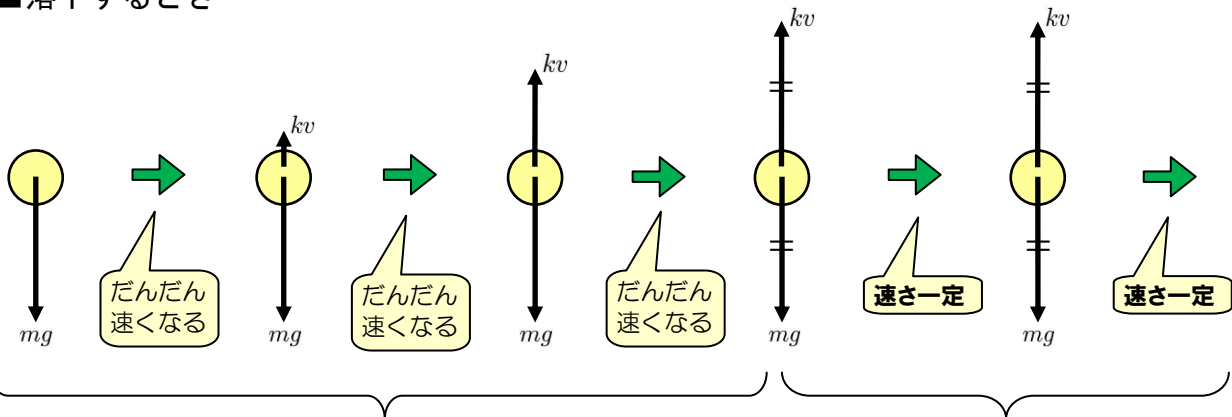 ■落下するとき
kv
kv
kv
kv
だんだん
速くなる
だんだん
速くなる
だんだん
速くなる
速さ一定
速さ一定
mg
mg
mg
mg
mg